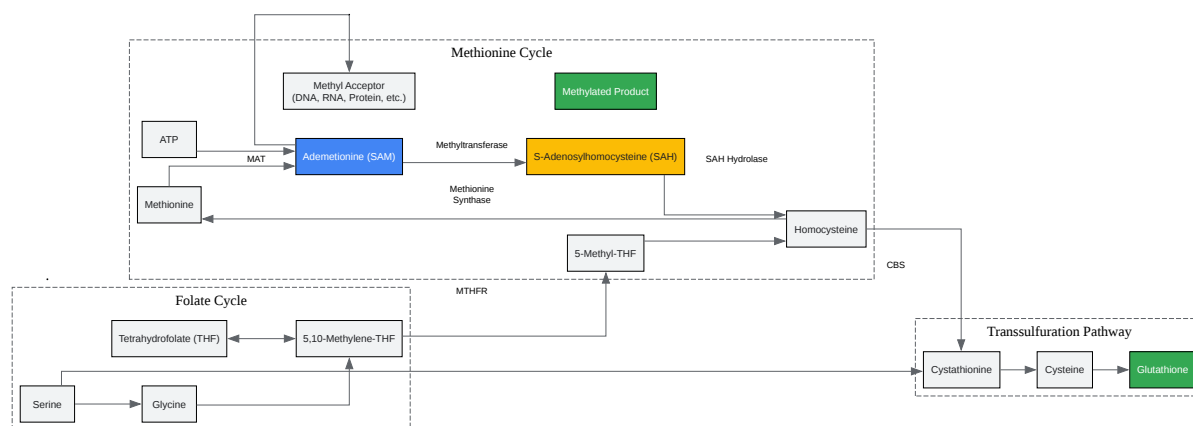 Methionine Cycle
Methyl Acceptor
(DNA, RNA, Protein, etc.)
Methylated Product
ATP
MAT
Ademetionine (SAM)
Methyltransferase
S-Adenosylhomocysteine (SAH)
SAH Hydrolase
Methionine
Methionine
Synthase
Homocysteine
5-Methyl-THF
CBS
MTHFR
Folate Cycle
Tetrahydrofolate (THF)
5,10-Methylene-THF
Serine
Glycine
Transsulfuration Pathway
Cystathionine
Cysteine
Glutathione